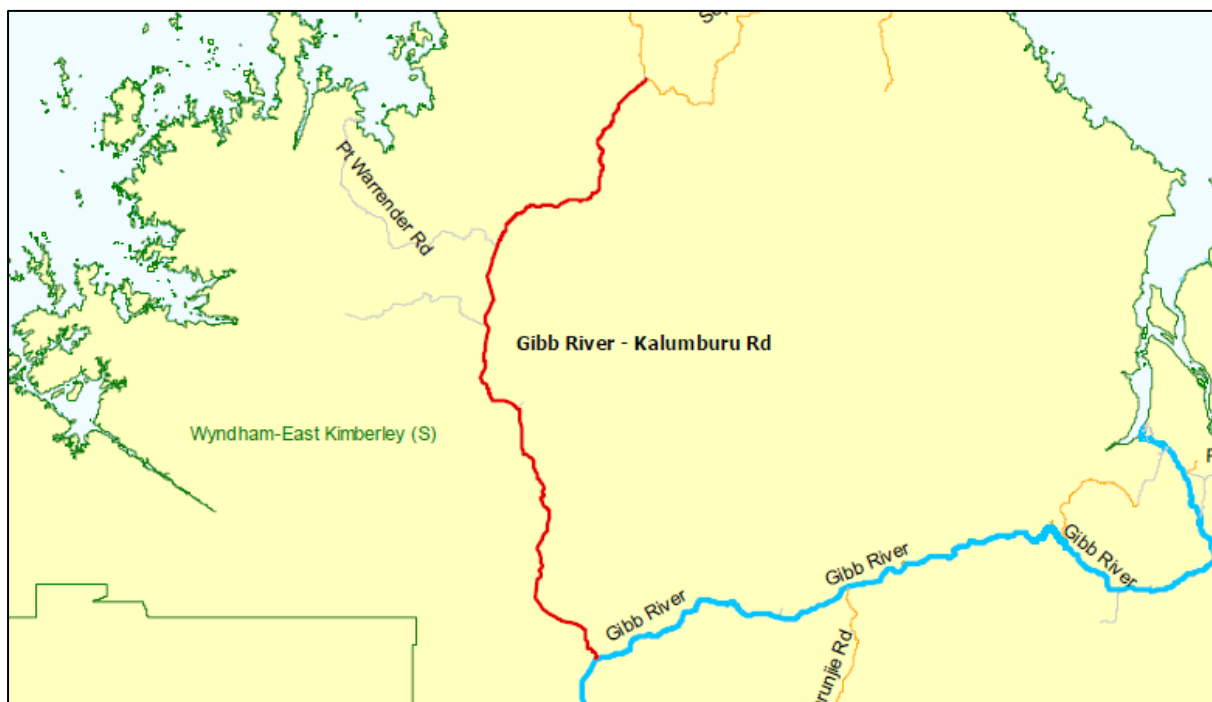 Pt Warrender Rd
Gibb River - Kalumburu Rd
Wyndham-East Kimberley (S)
Gibb River
Gibb River
Gibb River